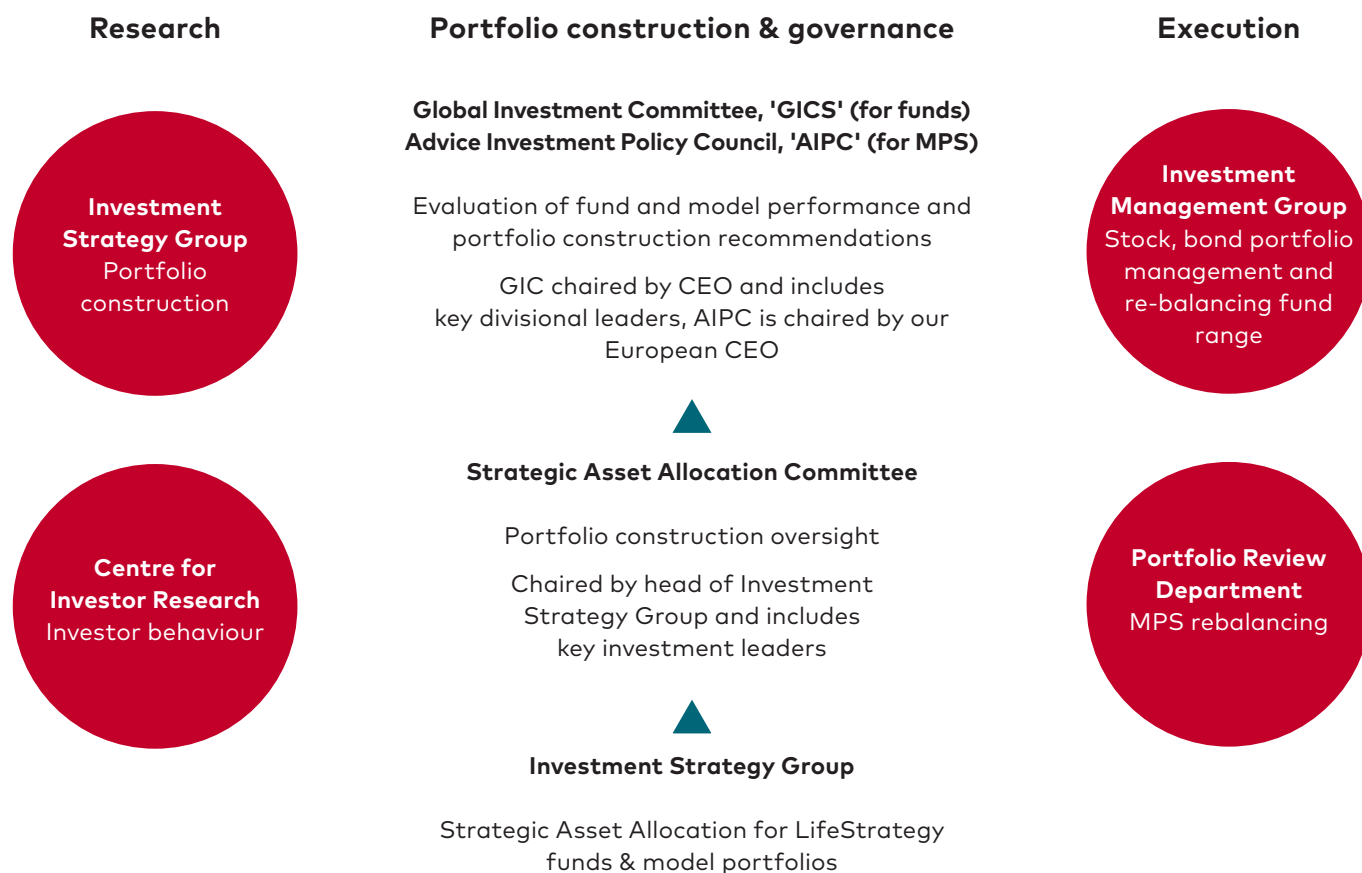 Research
Investment
Strategy Group
Portfolio
construction
Centre for
Investor Research
Investor behaviour
Portfolio construction & governance
Global Investment Committee, 'GICS' (for funds)
Advice Investment Policy Council, 'AIPC' (for MPS)
Evaluation of fund and model performance and
portfolio construction recommendations
GIC chaired by CEO and includes
key divisional leaders, AIPC is chaired by our
European CEO
Strategic Asset Allocation Committee
Portfolio construction oversight
Chaired by head of Investment
Strategy Group and includes
key investment leaders
Investment Strategy Group
Strategic Asset Allocation for LifeStrategy
funds & model portfolios
Execution
Investment
Management Group
Stock, bond portfolio
management and
re-balancing fund
range
Portfolio Review
Department
MPS rebalancing